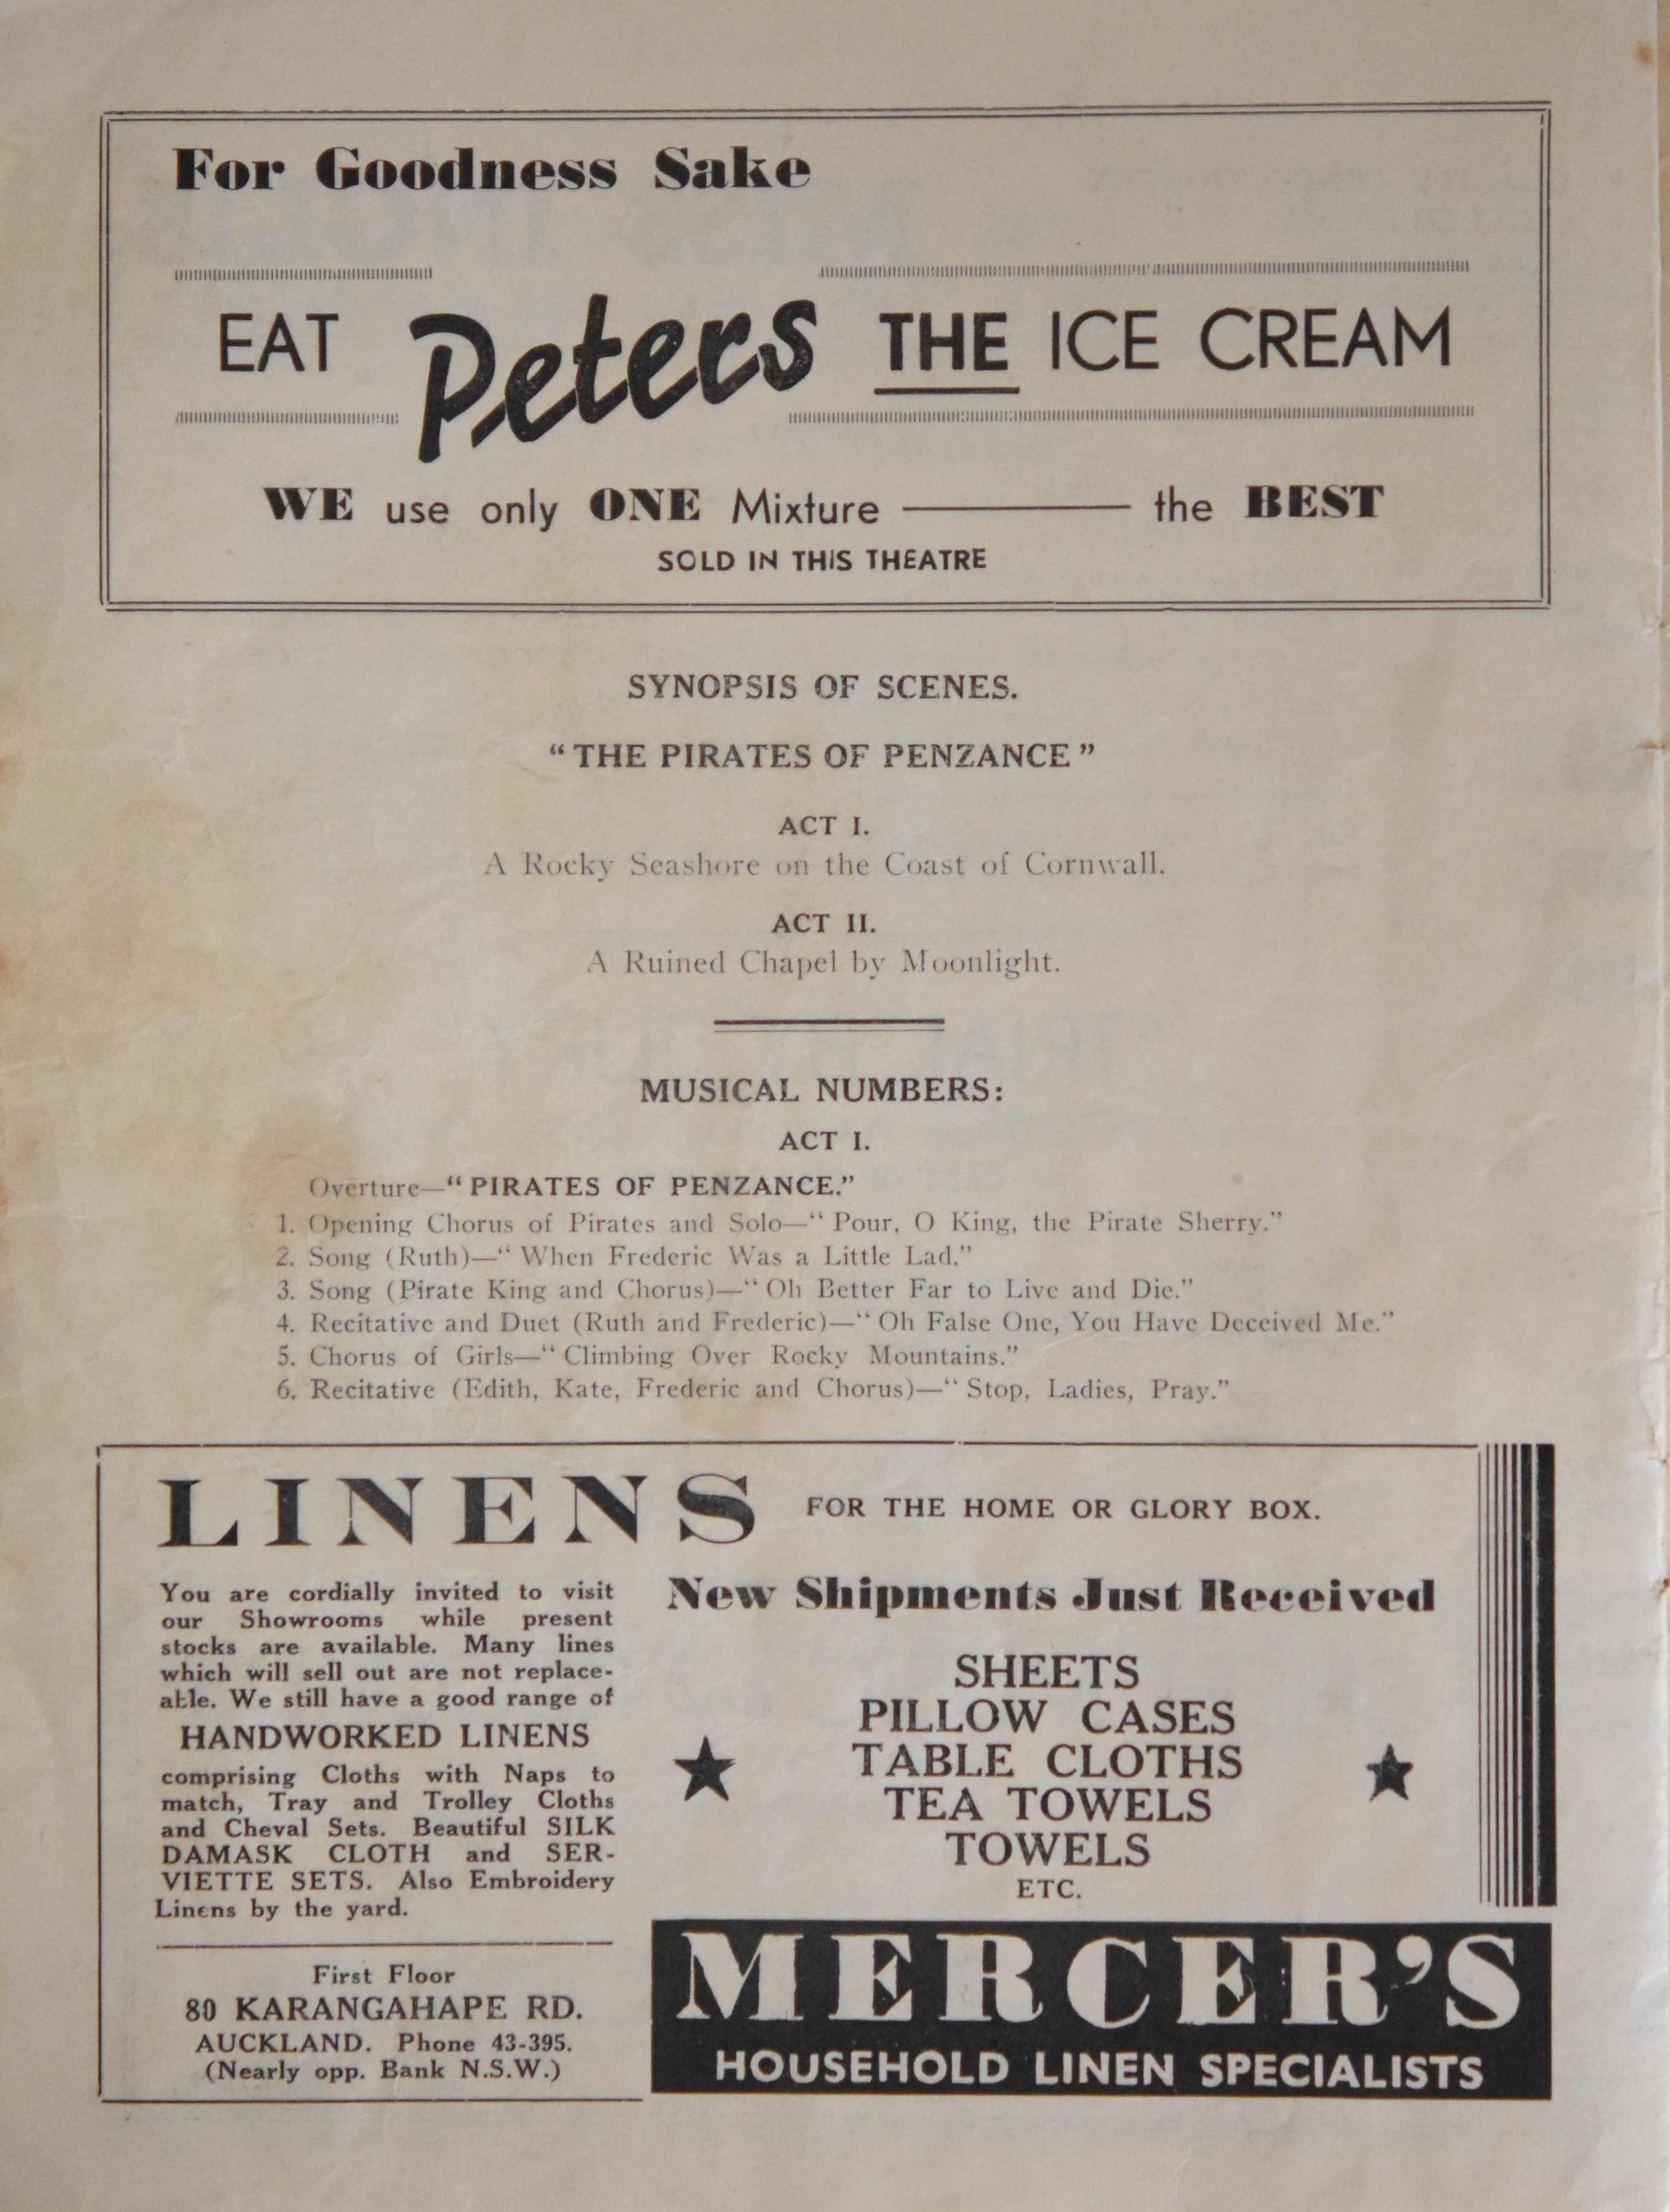 For Goodness Sake
EAT Peters THE ICE CREAM
WE use only ONE Mixture ——— the BEST
SOLD IN THIS THEATRE
SYNOPSIS OF SCENES.
“THE PIRATES OF PENZANCE”
ACT I.
A Rocky Seashore on the Coast of Cornwall.
ACT II.
A Ruined Chapel by Moonlight.
MUSICAL NUMBERS:
ACT I.
Overture—“PIRATES OF PENZANCE.”
1. Opening Chorus of Pirates and Solo—“Pour, O King, the Pirate Sherry.”
2. Song (Ruth)—“When Frederic Was a Little Lad.”
3. Song (Pirate King and Chorus)—“Oh Better Far to Live and Die.”
4. Recitative and Duet (Ruth and Frederic)—“Oh False One, You Have Deceived Me.”
5. Chorus of Girls—“Climbing Over Rocky Mountains.”
6. Recitative (Edith, Kate, Frederic and Chorus)—“Stop, Ladies, Pray.”
LINENS FOR THE HOME OR GLORY BOX.
You are cordially invited to visit
our Showrooms while present
stocks are available. Many lines
which will sell out are not replace-
able. We still have a good range of
HANDWORKED LINENS
comprising Cloths with Naps to
match, Tray and Trolley Cloths
and Cheval Sets. Beautiful SILK
DAMASK CLOTH and SER-
VIETTE SETS. Also Embroidery
Linens by the yard.
First Floor
80 KARANGAHAPE RD.
AUCKLAND. Phone 43-395.
(Nearly opp. Bank N.S.W.)
New Shipments Just Received
SHEETS
PILLOW CASES
TABLE CLOTHS
TEA TOWELS
TOWELS
ETC.
MERCER'S
HOUSEHOLD LINEN SPECIALISTS